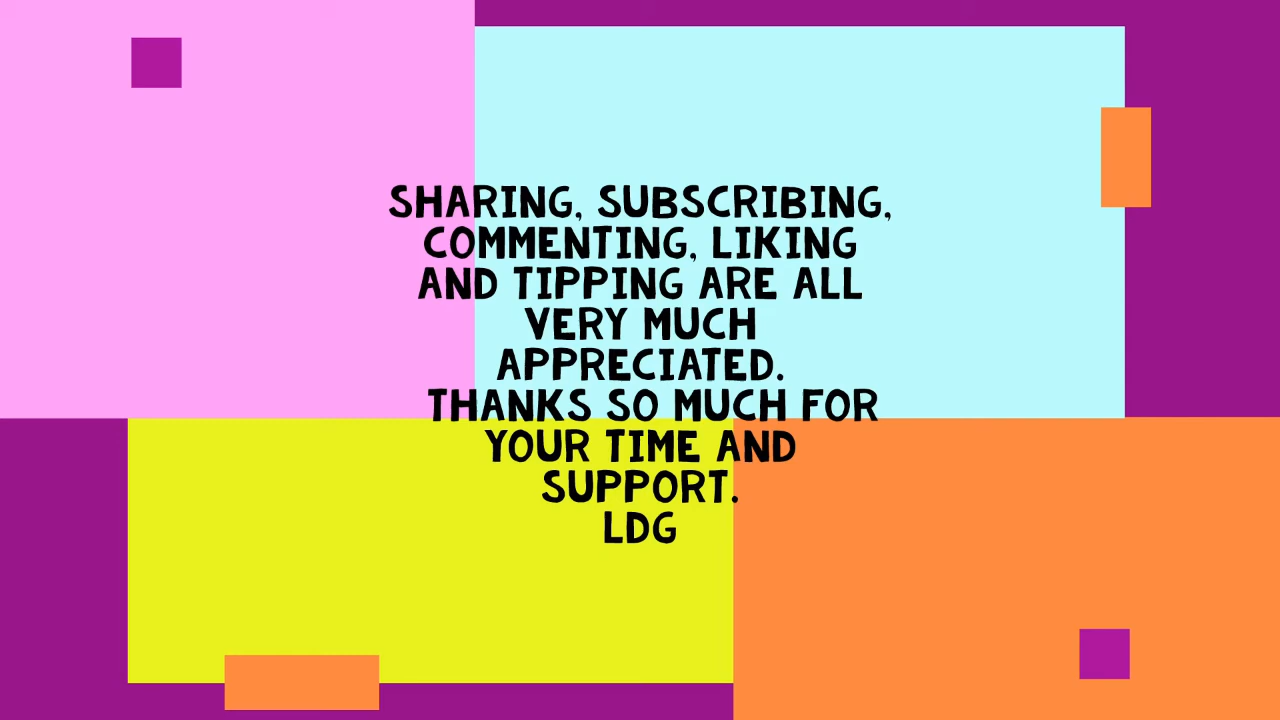 SHARING, SUBSCRIBING,
COMMENTING, LIKING
AND TIPPING ARE ALL
VERY MUCH
APPRECIATED.
THANKS SO MUCH FOR
YOUR TIME AND
SUPPORT.
LDG